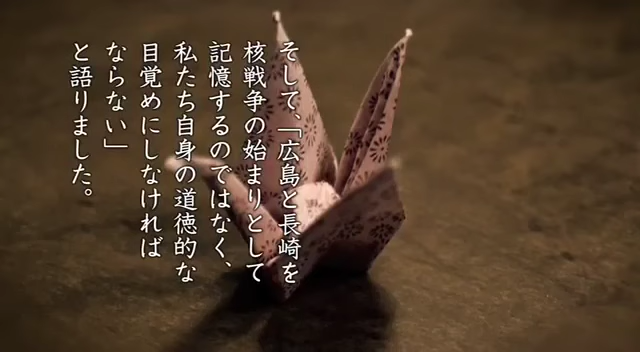 そして、「広島と長崎を
核戦争の始まりとして
記憶するのではなく、
私たち自身の道徳的な
目覚めにしなければ
ならない」
と語りました。